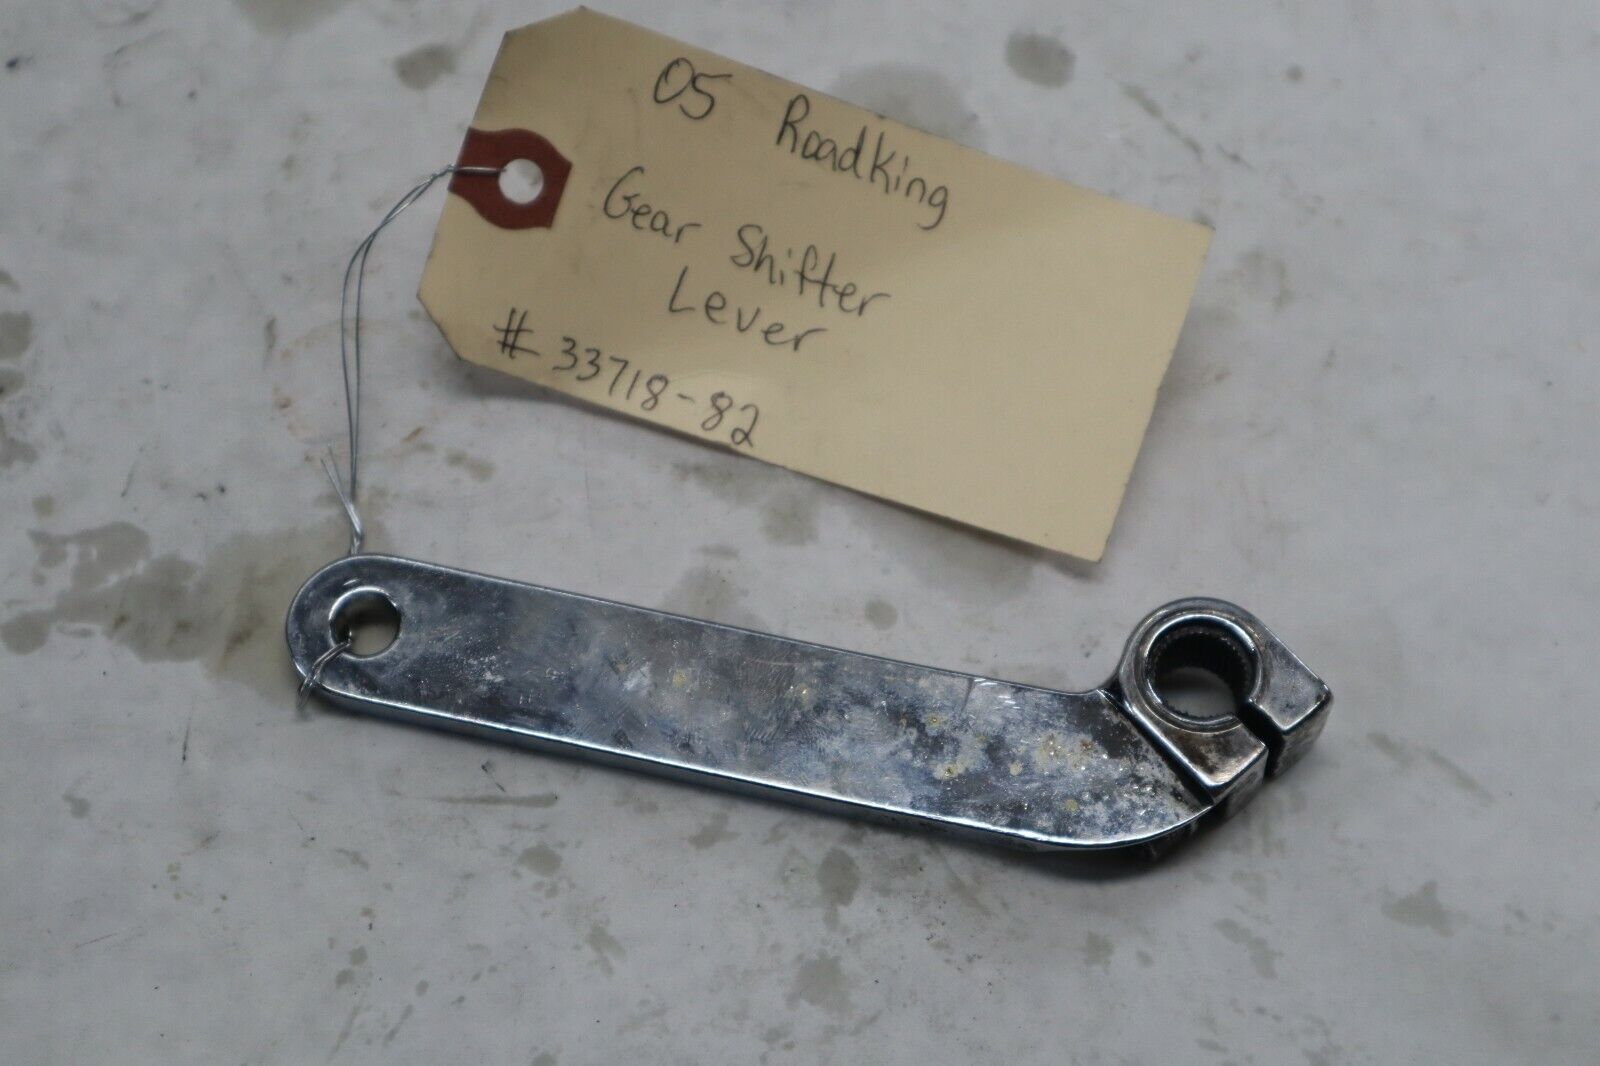 05 Roadking
Gear Shifter
Lever
# 33718-82